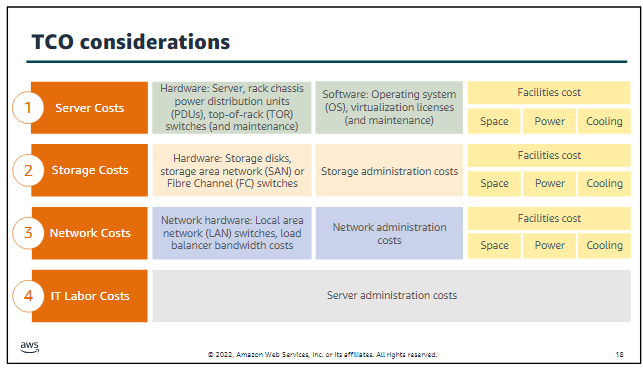 TCO considerations
1
Server Costs
Hardware: Server, rack chassis
power distribution units
(PDUs), top-of-rack (TOR)
switches (and maintenance)
Software: Operating system
(OS), virtualization licenses
(and maintenance)
Facilities cost
Space
Power
Cooling
2
Storage Costs
Hardware: Storage disks,
storage area network (SAN) or
Fibre Channel (FC) switches
Storage administration costs
Facilities cost
Space
Power
Cooling
3
Network Costs
Network hardware: Local area
network (LAN) switches, load
balancer bandwidth costs
Network administration
costs
Facilities cost
Space
Power
Cooling
4
IT Labor Costs
Server administration costs
aws
© 2022, Amazon Web Services, Inc. or its affiliates. All rights reserved.
18